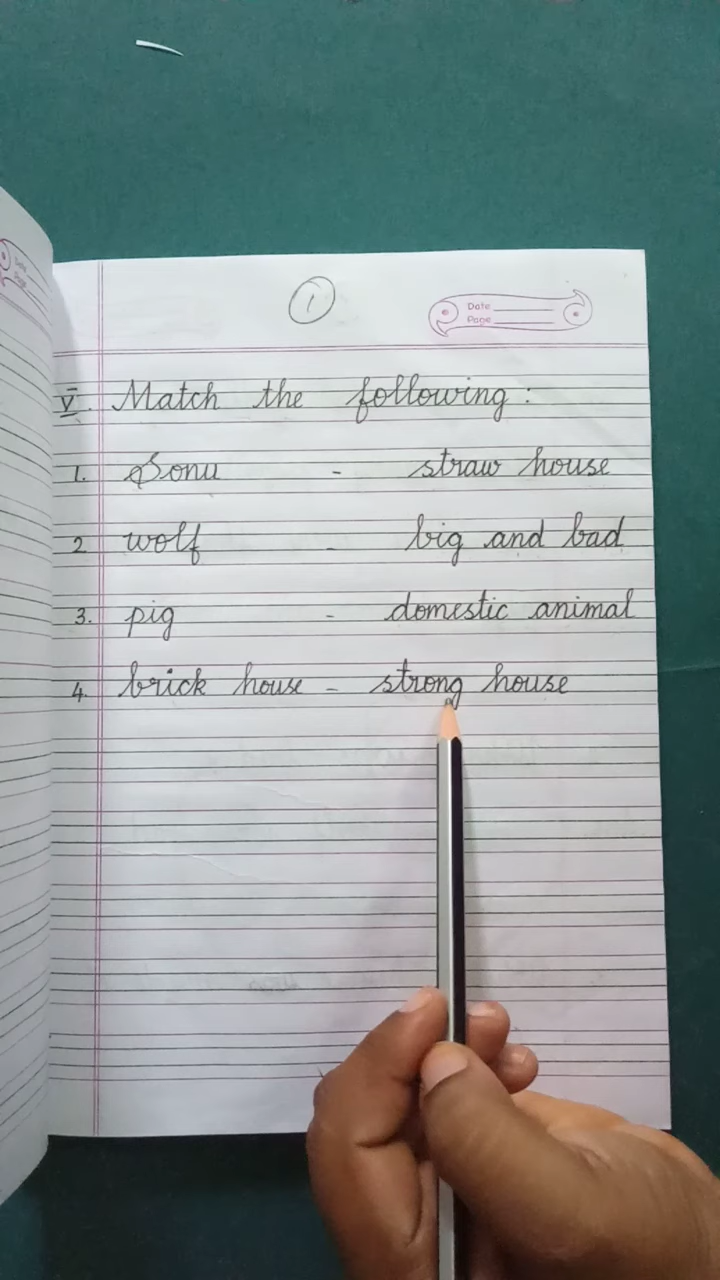 1
Date
Page
V. Match the following:
1. Sonu - straw house
2 wolf - big and bad
3. pig - domestic animal
4. brick house - strong house